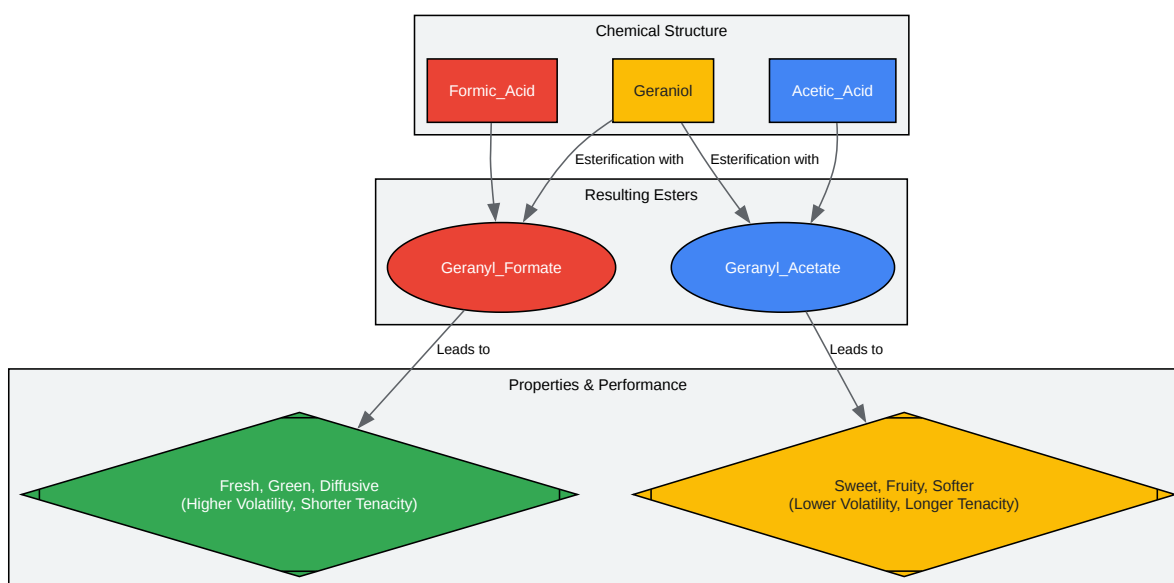 Chemical Structure
Formic_Acid
Geraniol
Acetic_Acid
Esterification with
Esterification with
Resulting Esters
Geranyl_Formate
Geranyl_Acetate
Leads to
Leads to
Properties & Performance
Fresh, Green, Diffusive
(Higher Volatility, Shorter Tenacity)
Sweet, Fruity, Softer
(Lower Volatility, Longer Tenacity)